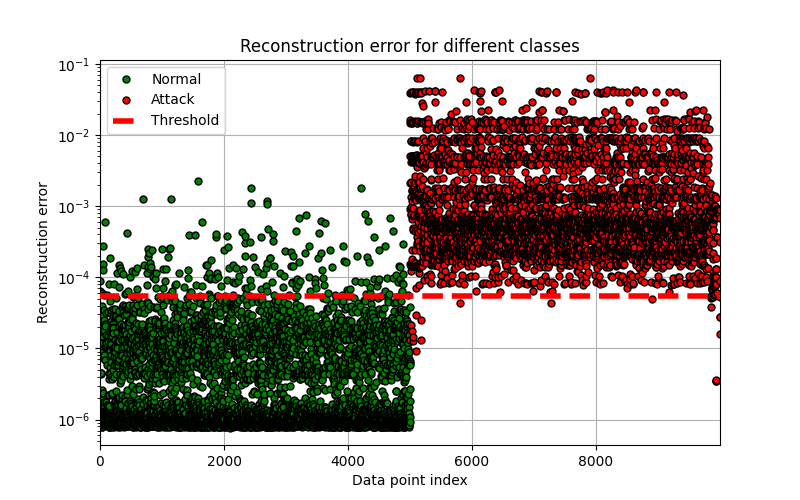 Reconstruction error for different classes
Normal
Attack
Threshold
Reconstruction error
10⁻¹
10⁻²
10⁻³
10⁻⁴
10⁻⁵
10⁻⁶
0 2000 4000 6000 8000
Data point index